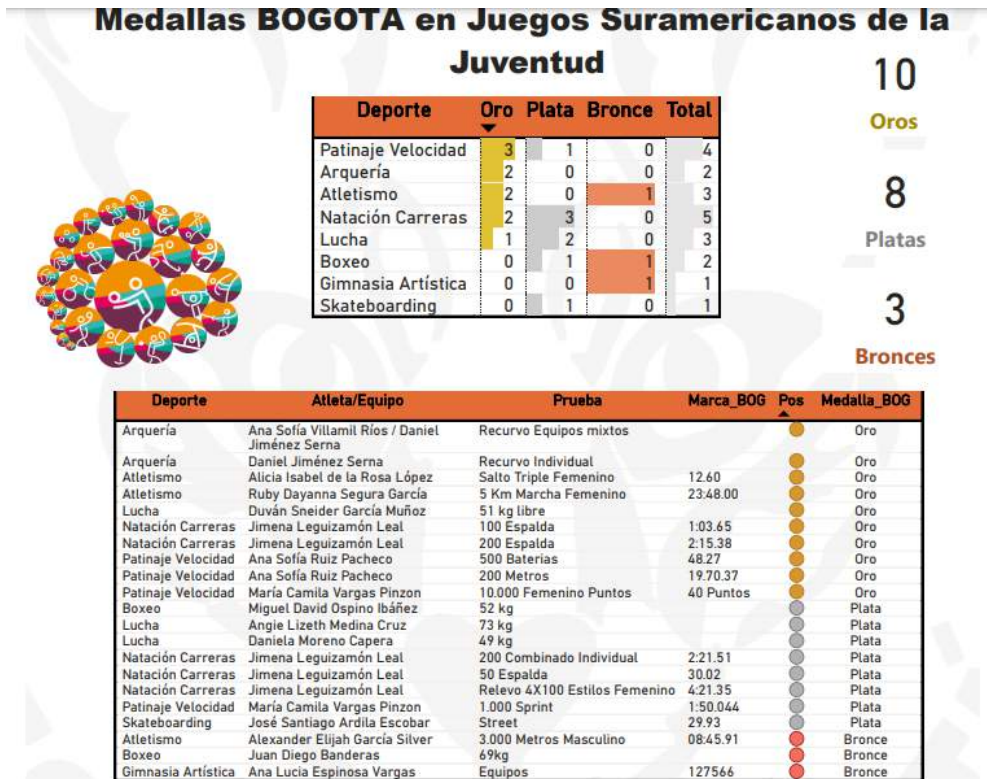 Medallas BOGOTA en Juegos Suramericanos de la
Juventud
10
Oros
8
Platas
3
Bronces
Deporte Oro Plata Bronce Total
Patinaje Velocidad 3 1 0 4
Arquería 2 0 0 2
Atletismo 2 0 1 3
Natación Carreras 2 3 0 5
Lucha 1 2 0 3
Boxeo 0 1 1 2
Gimnasia Artística 0 0 1 1
Skateboarding 0 1 0 1
Deporte Atleta/Equipo Prueba Marca_BOG Pos Medalla_BOG
Arquería Ana Sofía Villamil Ríos / Daniel Recurvo Equipos mixtos Oro
Jiménez Serna
Arquería Daniel Jiménez Serna Recurvo Individual Oro
Atletismo Alicia Isabel de la Rosa López Salto Triple Femenino 12.60 Oro
Atletismo Ruby Dayanna Segura García 5 Km Marcha Femenino 23:48.00 Oro
Lucha Duván Sneider García Muñoz 51 kg libre Oro
Natación Carreras Jimena Leguizamón Leal 100 Espalda 1:03.65 Oro
Natación Carreras Jimena Leguizamón Leal 200 Espalda 2:15.38 Oro
Patinaje Velocidad Ana Sofía Ruiz Pacheco 500 Baterias 48.27 Oro
Patinaje Velocidad Ana Sofía Ruiz Pacheco 200 Metros 19.70.37 Oro
Patinaje Velocidad María Camila Vargas Pinzon 10.000 Femenino Puntos 40 Puntos Oro
Boxeo Miguel David Ospino Ibáñez 52 kg Plata
Lucha Angie Lizeth Medina Cruz 73 kg Plata
Lucha Daniela Moreno Capera 49 kg Plata
Natación Carreras Jimena Leguizamón Leal 200 Combinado Individual 2:21.51 Plata
Natación Carreras Jimena Leguizamón Leal 50 Espalda 30.02 Plata
Natación Carreras Jimena Leguizamón Leal Relevo 4X100 Estilos Femenino 4:21.35 Plata
Patinaje Velocidad María Camila Vargas Pinzon 1.000 Sprint 1:50.044 Plata
Skateboarding José Santiago Ardila Escobar Street 29.93 Plata
Atletismo Alexander Elijah García Silver 3.000 Metros Masculino 08:45.91 Bronce
Boxeo Juan Diego Banderas 69kg Bronce
Gimnasia Artística Ana Lucia Espinosa Vargas Equipos 127566 Bronce